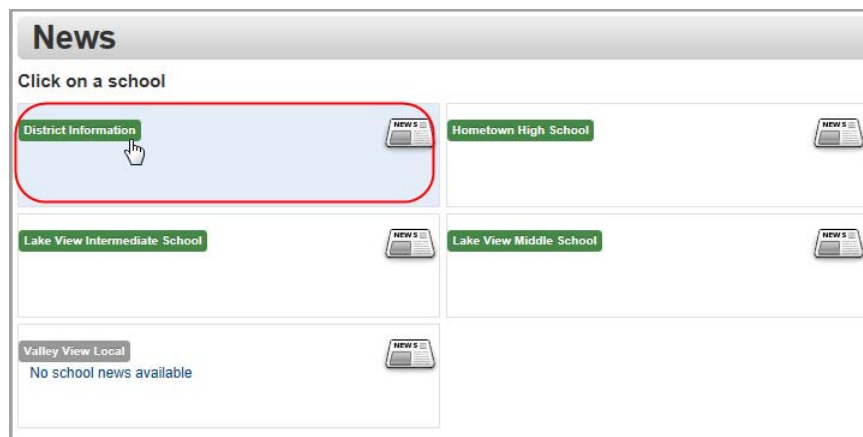 News
Click on a school
District Information
NEWS
Hometown High School
NEWS
Lake View Intermediate School
NEWS
Lake View Middle School
NEWS
Valley View Local
NEWS
No school news available